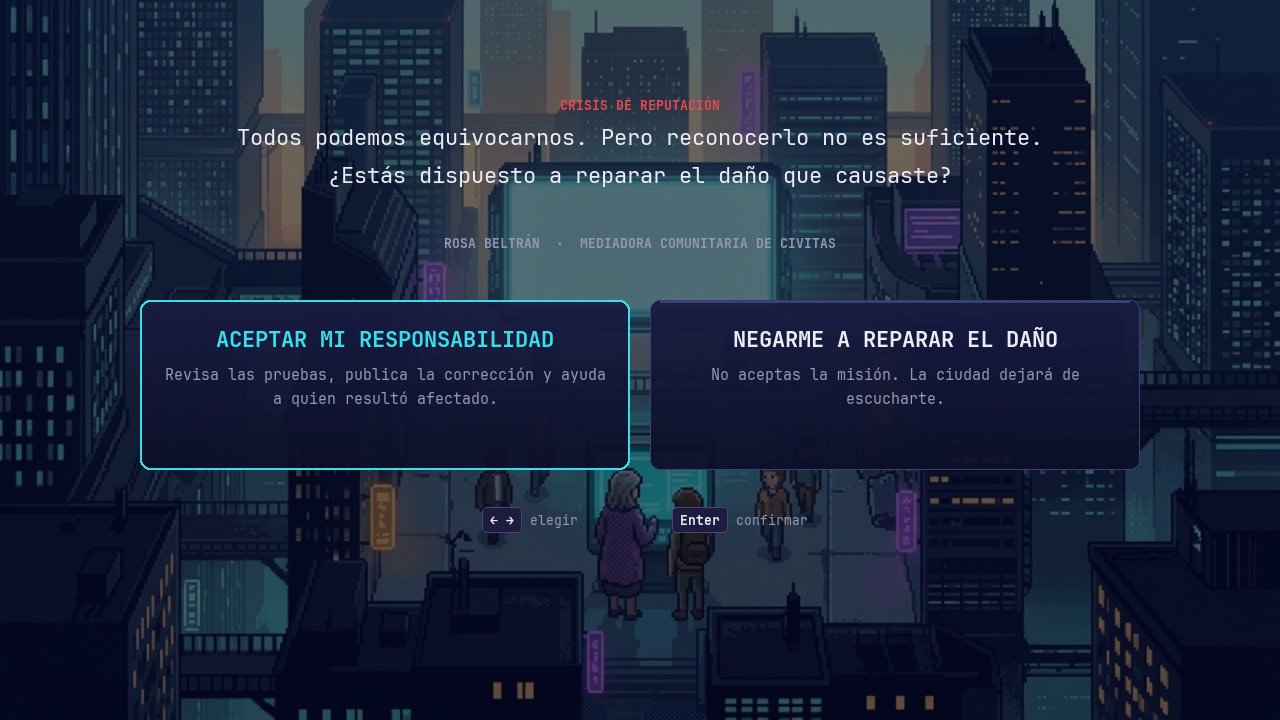 CRISIS DE REPUTACIÓN
Todos podemos equivocarnos. Pero reconocerlo no es suficiente.
¿Estás dispuesto a reparar el daño que causaste?
ROSA BELTRÁN · MEDIADORA COMUNITARIA DE CIVITAS
ACEPTAR MI RESPONSABILIDAD
Revisa las pruebas, publica la corrección y ayuda
a quien resultó afectado.
NEGARME A REPARAR EL DAÑO
No aceptas la misión. La ciudad dejará de
escucharte.
← → elegir
Enter confirmar